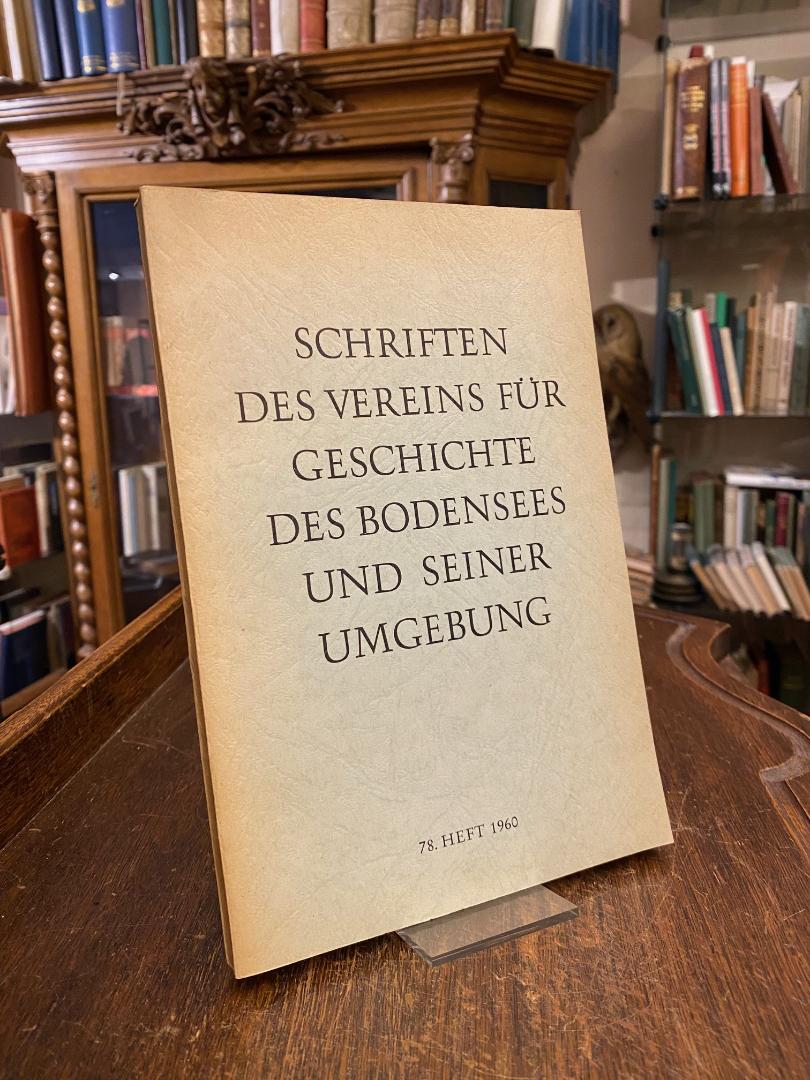 SCHRIFTEN
DES VEREINS FÜR
GESCHICHTE
DES BODENSEES
UND SEINER
UMGEBUNG
78. HEFT 1960